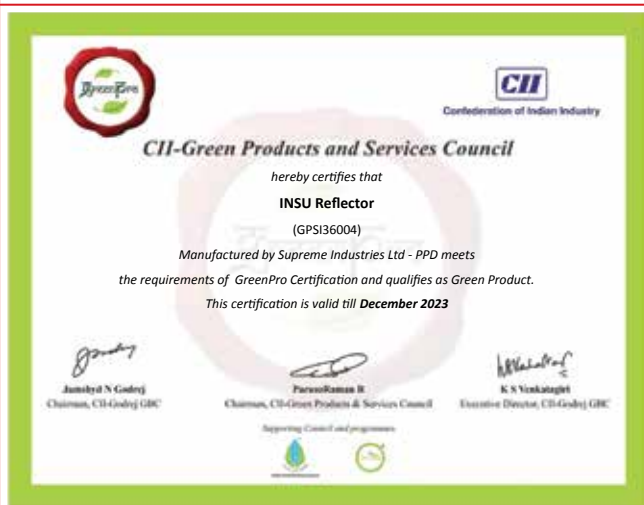 GreenPro
CII
Confederation of Indian Industry
CII-Green Products and Services Council
hereby certifies that
INSU Reflector
(GPSI36004)
Manufactured by Supreme Industries Ltd - PPD meets
the requirements of GreenPro Certification and qualifies as Green Product.
This certification is valid till December 2023
Jamshyd N Godrej
Chairman, CII-Godrej GBC
ParasuRaman R
Chairman, CII-Green Products & Services Council
K S Venkatagiri
Executive Director, CII-Godrej GBC
Supporting Council and programmes